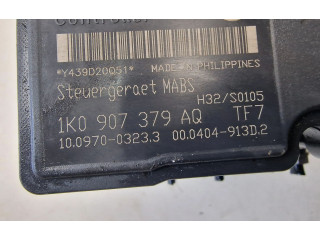 *Y439D20051* MADE IN PHILIPPINES
Steuergeraet MABS
H32/S0105
1K0 907 379 AQ TF7
10.0970-0323.3 00.0404-913D.2